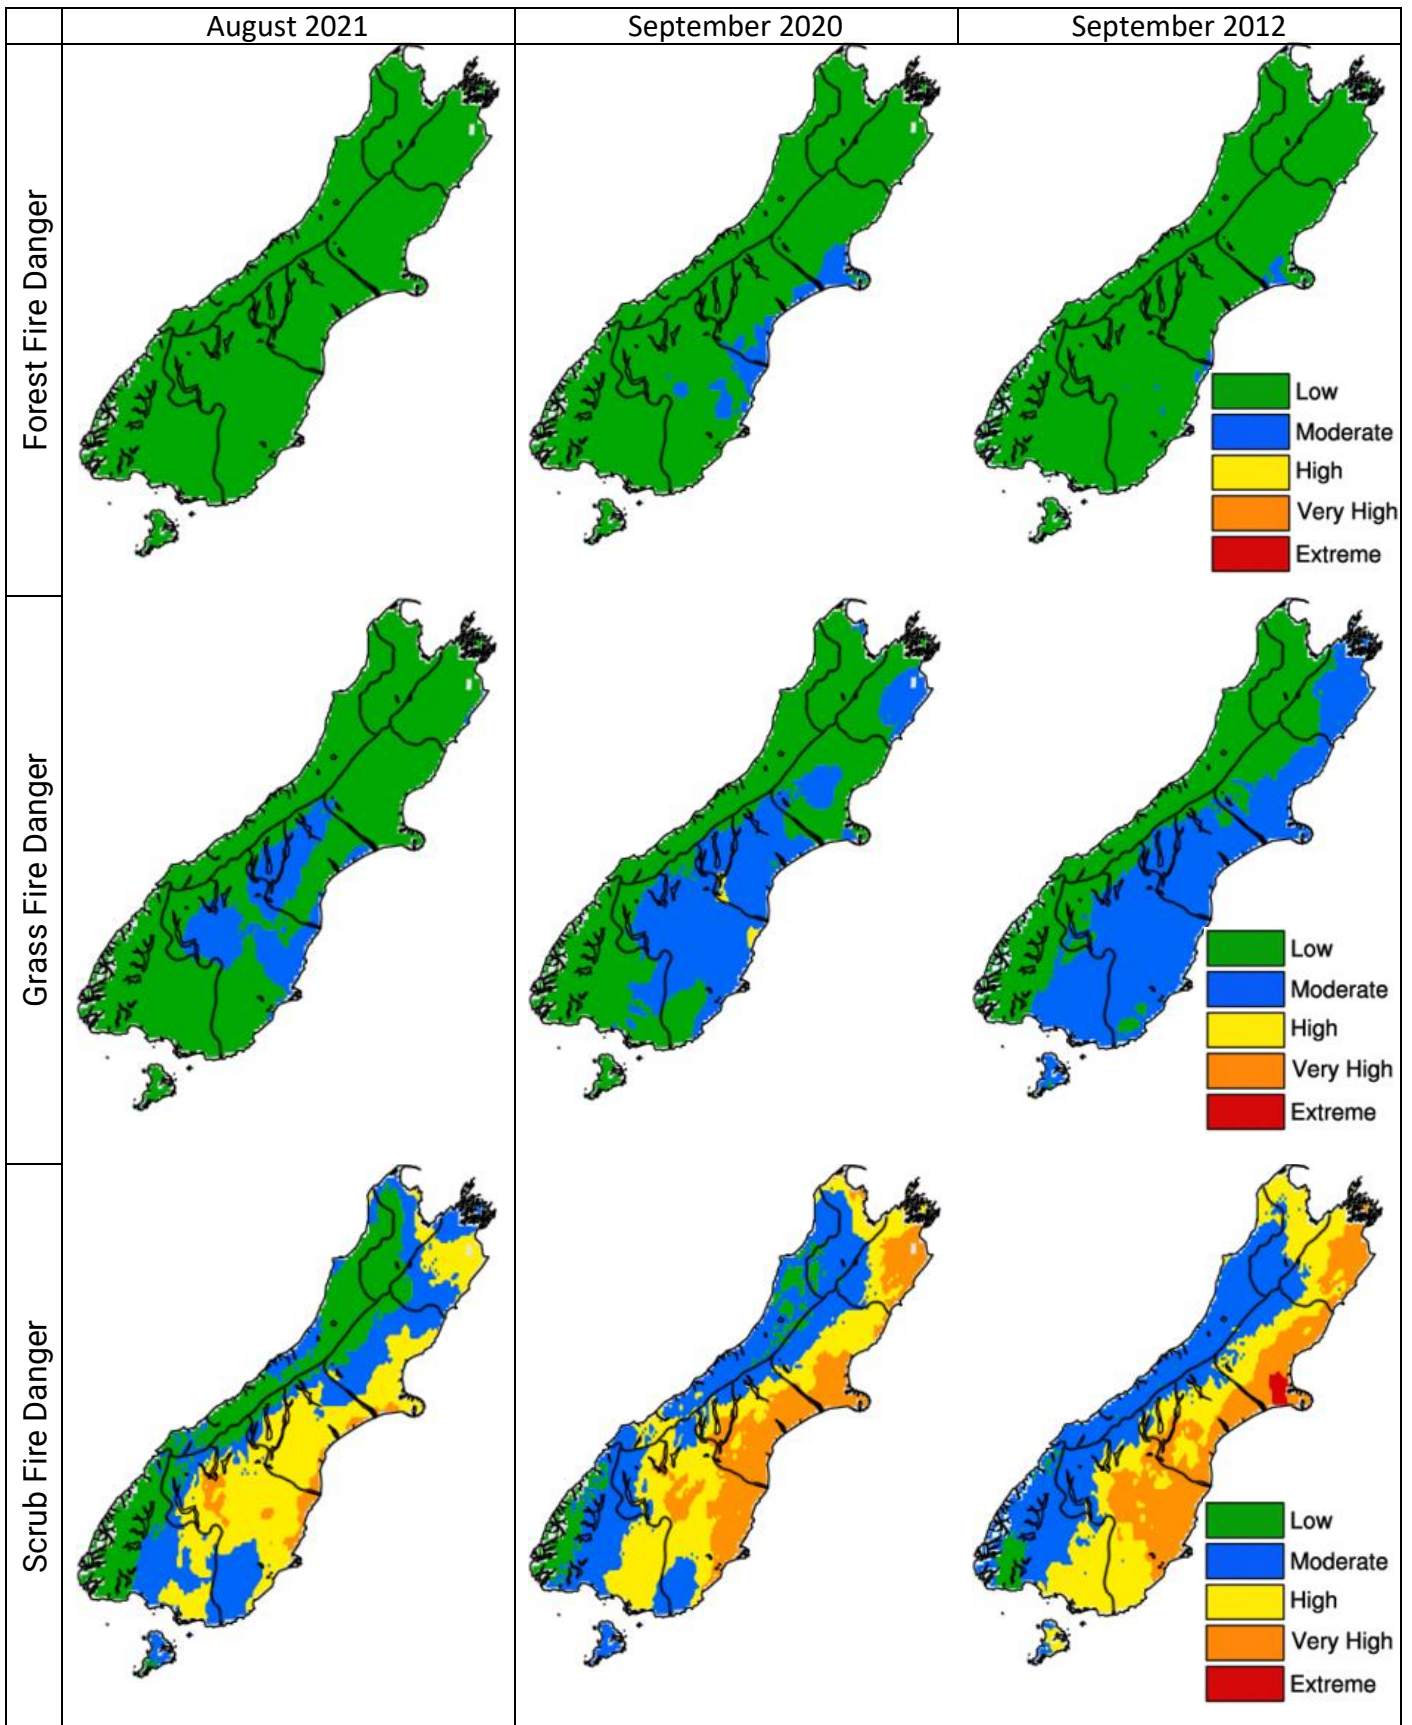 August 2021
September 2020
September 2012
Forest Fire Danger
Low
Moderate
High
Very High
Extreme
Grass Fire Danger
Low
Moderate
High
Very High
Extreme
Scrub Fire Danger
Low
Moderate
High
Very High
Extreme